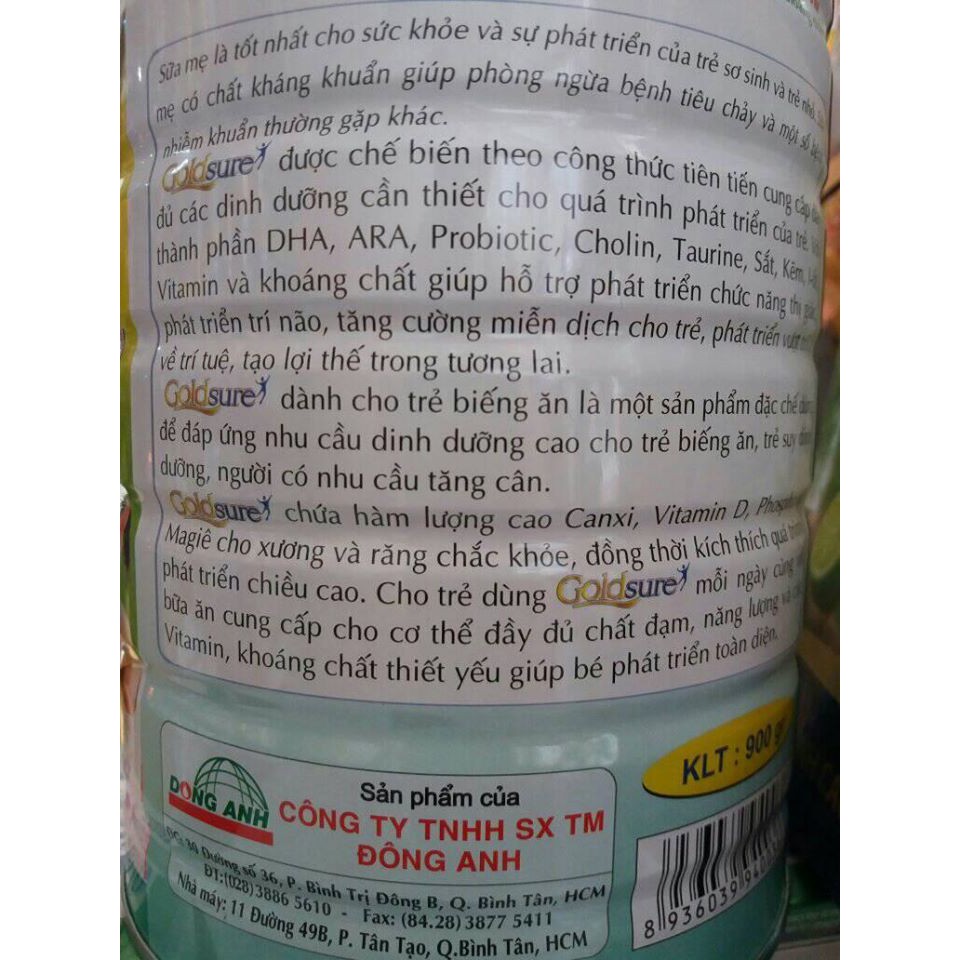 Sữa mẹ là tốt nhất cho sức khỏe và sự phát triển của trẻ sơ sinh và trẻ nhỏ. Sữa
mẹ có chất kháng khuẩn giúp phòng ngừa bệnh tiêu chảy và một số bệnh
nhiễm khuẩn thường gặp khác.
Goldsure được chế biến theo công thức tiên tiến cung cấp
đủ các dinh dưỡng cần thiết cho quá trình phát triển của trẻ.
thành phần DHA, ARA, Probiotic, Cholin, Taurine, Sắt, Kẽm,
Vitamin và khoáng chất giúp hỗ trợ phát triển chức năng thị
phát triển trí não, tăng cường miễn dịch cho trẻ, phát triển vượt
về trí tuệ, tạo lợi thế trong tương lai.
Goldsure dành cho trẻ biếng ăn là một sản phẩm đặc chế
để đáp ứng nhu cầu dinh dưỡng cao cho trẻ biếng ăn, trẻ suy dinh
dưỡng, người có nhu cầu tăng cân.
Goldsure chứa hàm lượng cao Canxi, Vitamin D,
Magiê cho xương và răng chắc khỏe, đồng thời kích thích quá
phát triển chiều cao. Cho trẻ dùng Goldsure mỗi ngày cùng
bữa ăn cung cấp cho cơ thể đầy đủ chất đạm, năng lượng và
Vitamin, khoáng chất thiết yếu giúp bé phát triển toàn diện.
KLT : 900 gr
ĐONG ANH
Sản phẩm của
CÔNG TY TNHH SX TM
ĐÔNG ANH
ĐC: 30 Đường số 36, P. Bình Trị Đông B, Q. Bình Tân, HCM
ĐT:(028)3886 5610 - Fax: (84.28)3877 5411
Nhà máy: 11 Đường 49B, P. Tân Tạo, Q.Bình Tân, HCM
8 936039